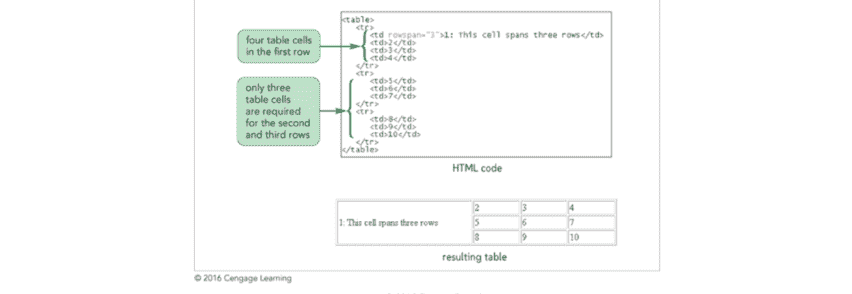 four table cells
in the first row
only three
table cells
are required
for the second
and third rows
<table>
<tr>
<td rowspan="3">1: This cell spans three rows</td>
<td>2</td>
<td>3</td>
<td>4</td>
</tr>
<tr>
<td>5</td>
<td>6</td>
<td>7</td>
</tr>
<tr>
<td>8</td>
<td>9</td>
<td>10</td>
</tr>
</table>
HTML code
1: This cell spans three rows 2 3 4
5 6 7
8 9 10
resulting table
© 2016 Cengage Learning